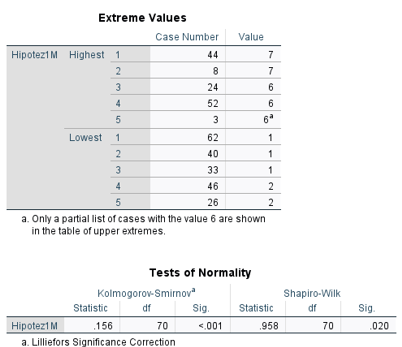 Extreme Values
Case Number Value
Hipotez1M Highest 1 44 7
2 8 7
3 24 6
4 52 6
5 3 6a
Lowest 1 62 1
2 40 1
3 33 1
4 46 2
5 26 2
a. Only a partial list of cases with the value 6 are shown
in the table of upper extremes.
Tests of Normality
Kolmogorov-Smirnova Shapiro-Wilk
Statistic df Sig. Statistic df Sig.
Hipotez1M .156 70 <.001 .958 70 .020
a. Lilliefors Significance Correction